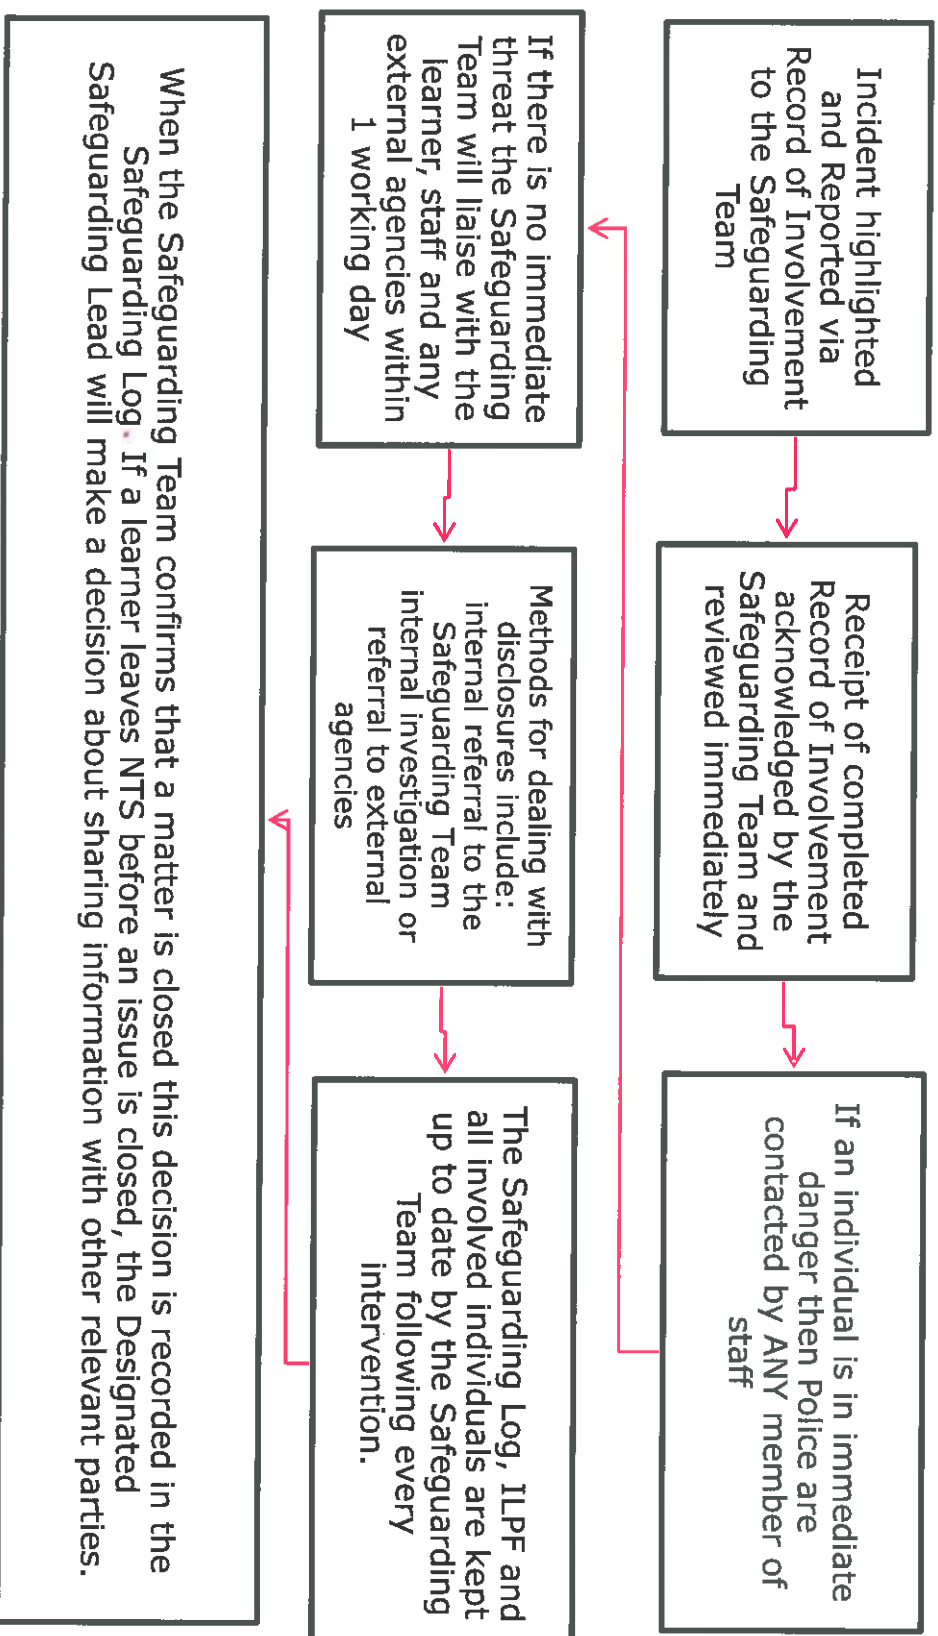 Incident highlighted
and Reported via
Record of Involvement
to the Safeguarding
Team
Receipt of completed
Record of Involvement
acknowledged by the
Safeguarding Team and
reviewed immediately
If an individual is in immediate
danger then Police are
contacted by ANY member of
staff
If there is no immediate
threat the Safeguarding
Team will liaise with the
learner, staff and any
external agencies within
1 working day
Methods for dealing with
disclosures include:
internal referral to the
Safeguarding Team
internal investigation or
referral to external
agencies
The Safeguarding Log, ILPF and
all involved individuals are kept
up to date by the Safeguarding
Team following every
intervention.
When the Safeguarding Team confirms that a matter is closed this decision is recorded in the
Safeguarding Log. If a learner leaves NTS before an issue is closed, the Designated
Safeguarding Lead will make a decision about sharing information with other relevant parties.